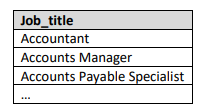 Job_title
Accountant
Accounts Manager
Accounts Payable Specialist
...